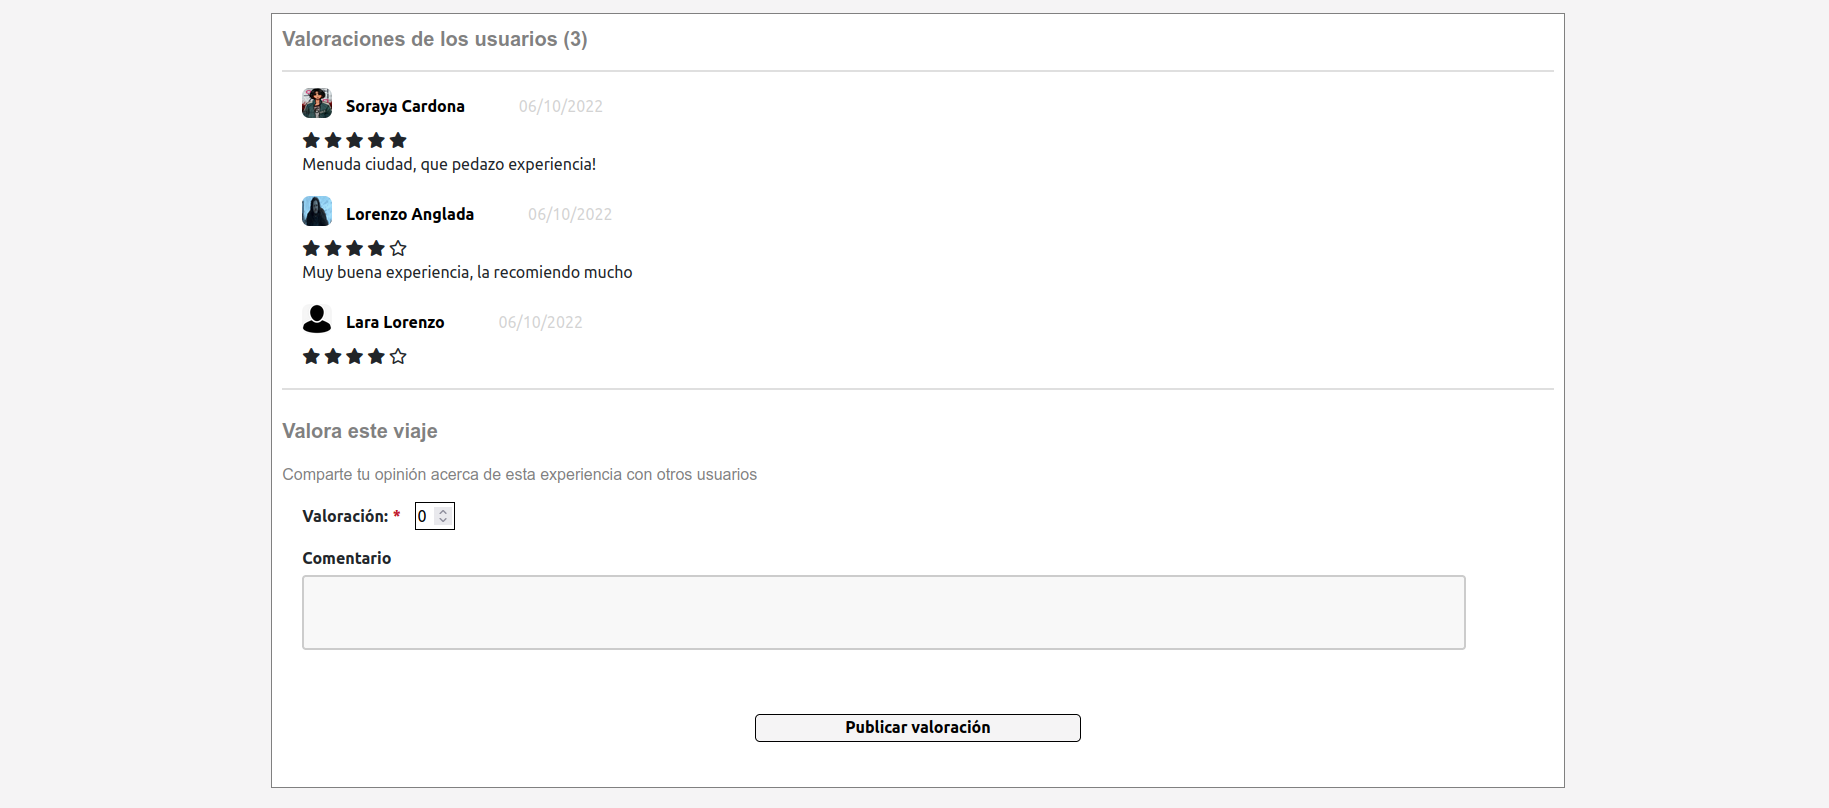 Valoraciones de los usuarios (3)
Soraya Cardona 06/10/2022
Menuda ciudad, que pedazo experiencia!
Lorenzo Anglada 06/10/2022
Muy buena experiencia, la recomiendo mucho
Lara Lorenzo 06/10/2022
Valora este viaje
Comparte tu opinión acerca de esta experiencia con otros usuarios
Valoración: * 0
Comentario
Publicar valoración